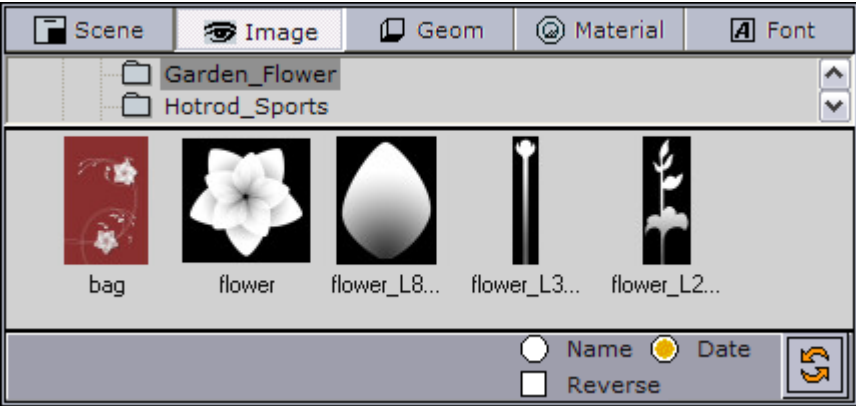 Scene Image Geom Material A Font
Garden_Flower
Hotrod_Sports
bag flower flower_L8... flower_L3... flower_L2...
Name Date
Reverse